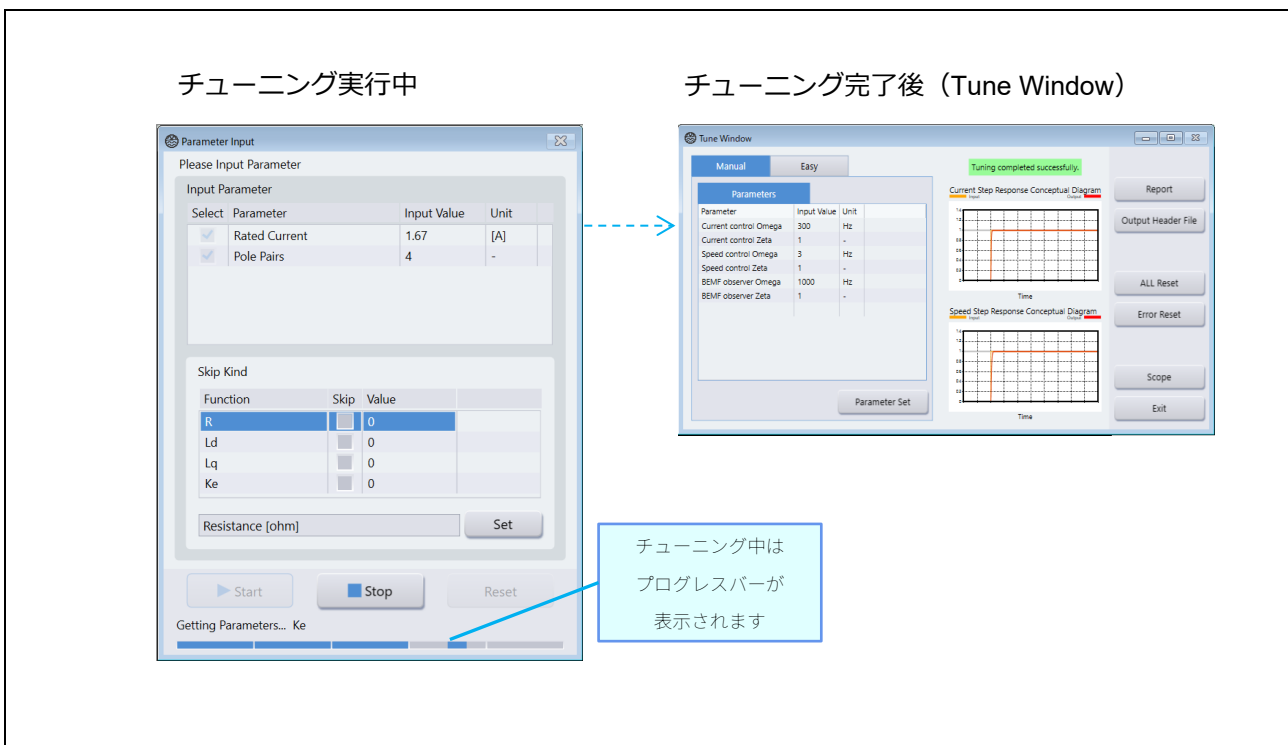 チューニング実行中
チューニング完了後（Tune Window）
Parameter Input
Please Input Parameter
Input Parameter
Select Parameter Input Value Unit
Rated Current 1.67 [A]
Pole Pairs 4 -
Skip Kind
Function Skip Value
R 0
Ld 0
Lq 0
Ke 0
Resistance [ohm] Set
Start Stop Reset
Getting Parameters... Ke
チューニング中は
プログレスバーが
表示されます
Tune Window
Manual Easy
Parameters
Parameter Input Value Unit
Current control Omega 300 Hz
Current control Zeta 1 -
Speed control Omega 3 Hz
Speed control Zeta 1 -
BEMF observer Omega 1000 Hz
BEMF observer Zeta 1 -
Parameter Set
Tuning completed successfully.
Current Step Response Conceptual Diagram
Input Output
Time
Speed Step Response Conceptual Diagram
Input Output
Time
Report
Output Header File
ALL Reset
Error Reset
Scope
Exit